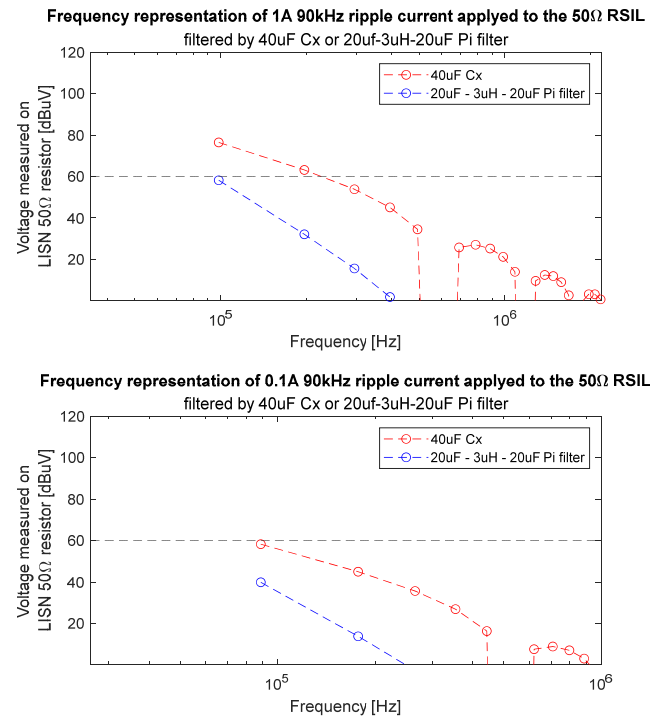 Frequency representation of 1A 90kHz ripple current applyed to the 50Ω RSIL
filtered by 40uF Cx or 20uf-3uH-20uF Pi filter
120
100
80
60
40
20
Voltage measured on
LISN 50Ω resistor [dBuV]
40uF Cx
20uF - 3uH - 20uF Pi filter
10^5
10^6
Frequency [Hz]
Frequency representation of 0.1A 90kHz ripple current applyed to the 50Ω RSIL
filtered by 40uF Cx or 20uf-3uH-20uF Pi filter
120
100
80
60
40
20
Voltage measured on
LISN 50Ω resistor [dBuV]
40uF Cx
20uF - 3uH - 20uF Pi filter
10^5
10^6
Frequency [Hz]